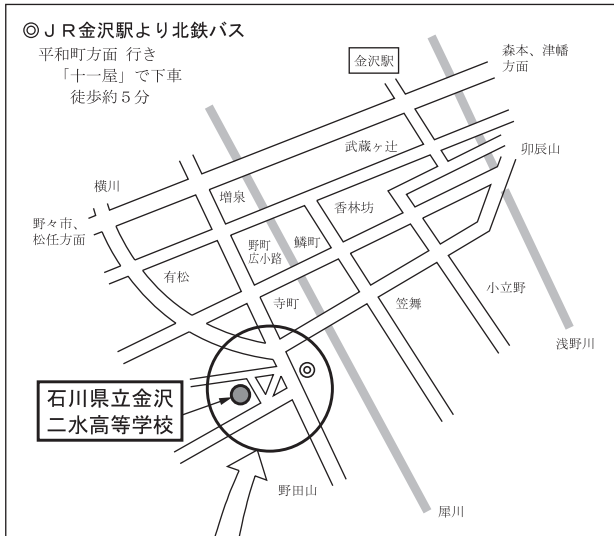 ◎ＪＲ金沢駅より北鉄バス
平和町方面 行き
「十一屋」で下車
徒歩約５分
金沢駅
森本、津幡
方面
武蔵ヶ辻
卯辰山
横川
増泉
香林坊
野々市、
松任方面
野町
広小路
鱗町
有松
寺町
笠舞
小立野
浅野川
◎
石川県立金沢
二水高等学校
野田山
犀川